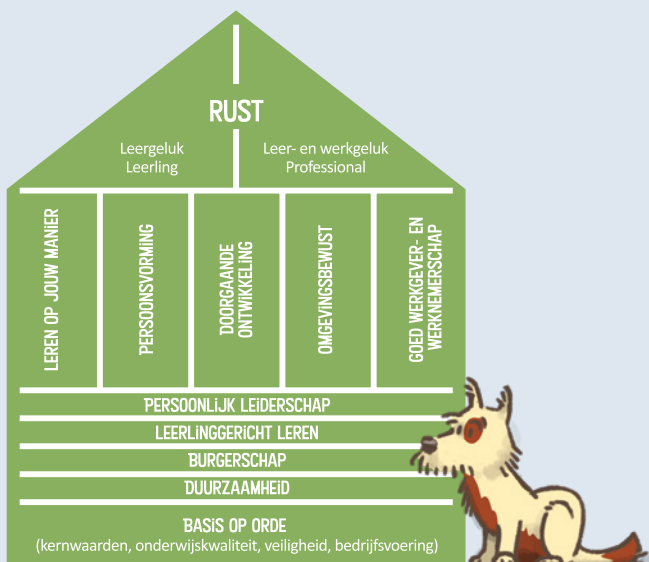 RUST
Leergeluk
Leerling
Leer- en werkgeluk
Professional
LEREN OP JOUW MANIER
PERSOONSVORMING
DOORGAANDE
ONTWIKKELING
OMGEVINGSBEWUST
GOED WERKGEVER- EN
WERKNEMERSCHAP
PERSOONLIJK LEIDERSCHAP
LEERLINGGERICHT LEREN
BURGERSCHAP
DUURZAAMHEID
BASIS OP ORDE
(kernwaarden, onderwijskwaliteit, veiligheid, bedrijfsvoering)